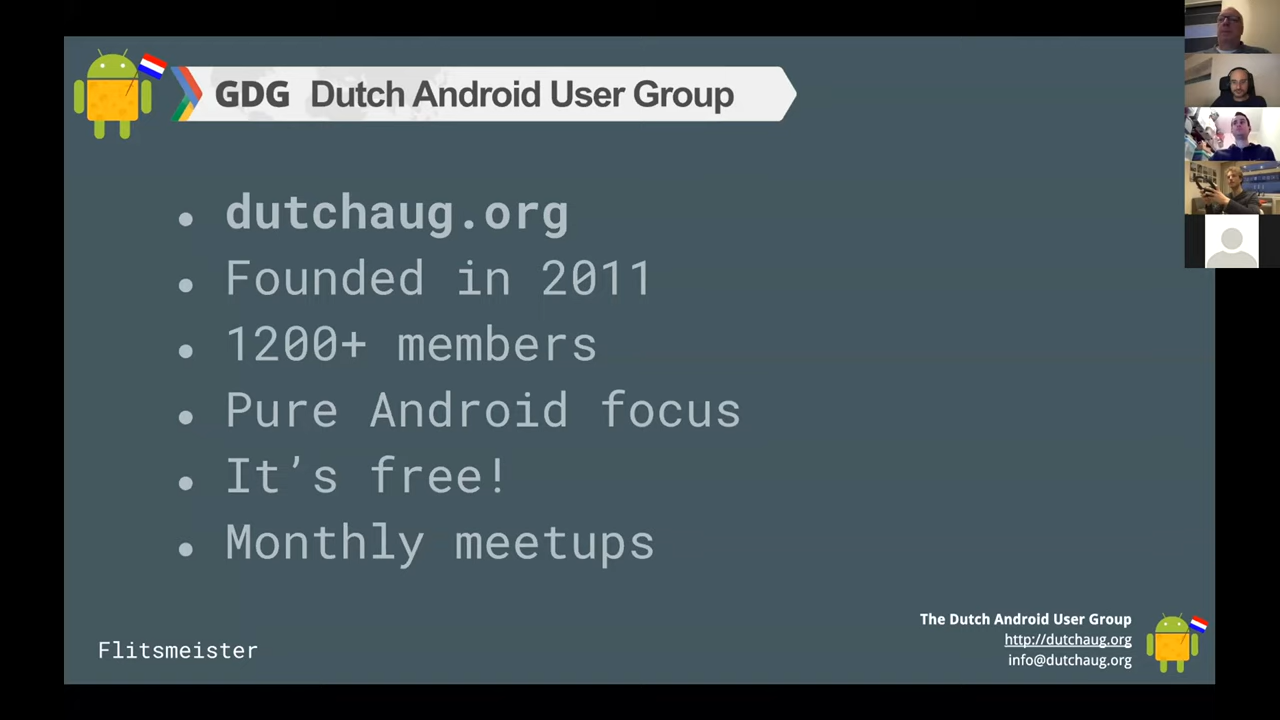 GDG Dutch Android User Group
• dutchaug.org
• Founded in 2011
• 1200+ members
• Pure Android focus
• It’s free!
• Monthly meetups
Flitsmeister
The Dutch Android User Group
http://dutchaug.org
info@dutchaug.org